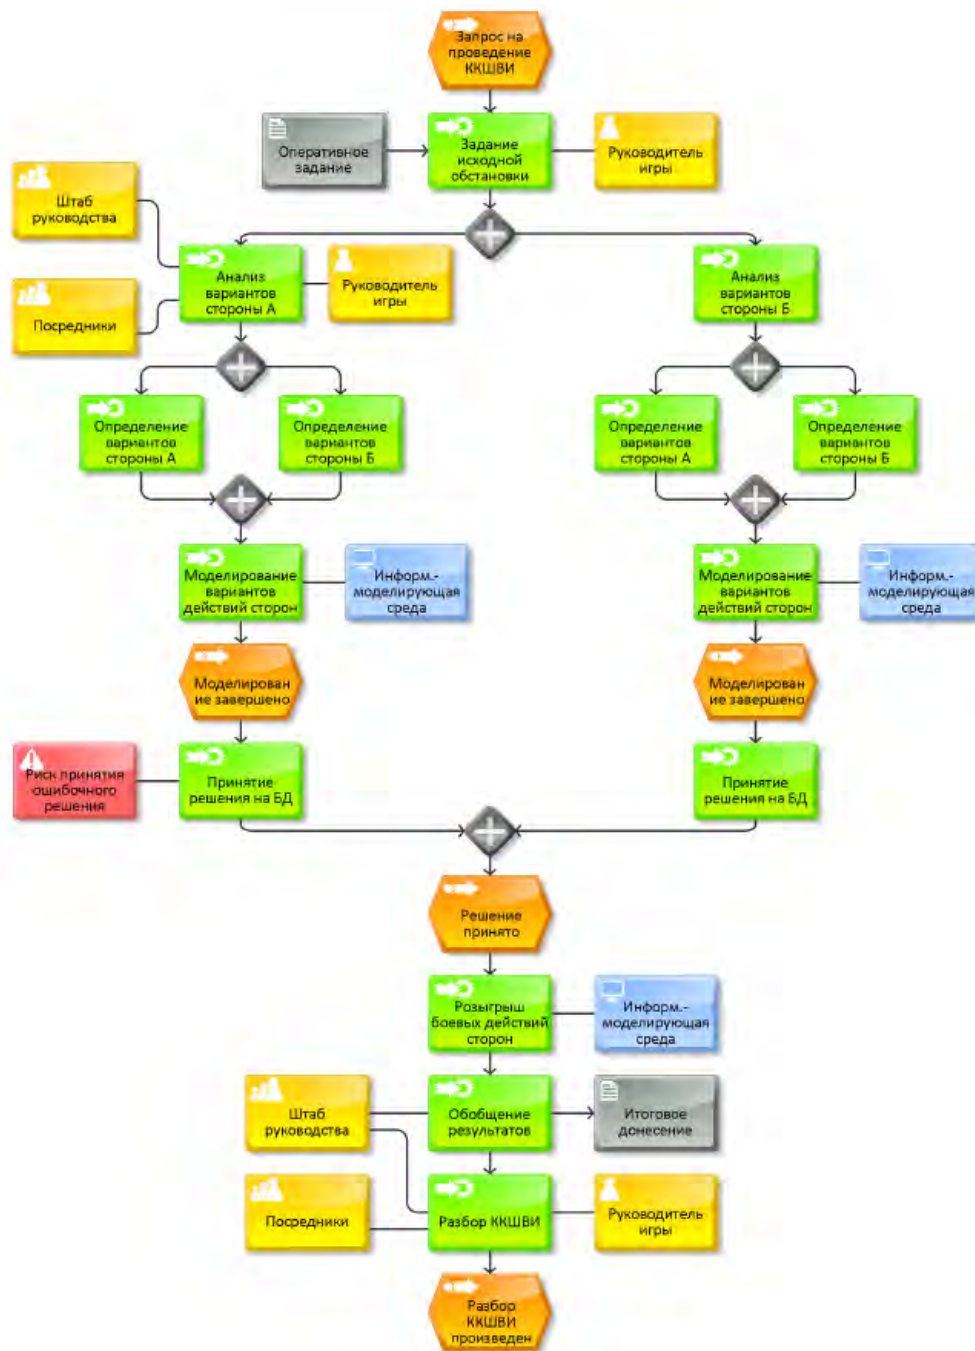 Запрос на
проведение
ККШВИ
Оперативное
задание
Задание
исходной
обстановки
Руководитель
игры
Штаб
руководства
Посредники
Анализ
вариантов
стороны А
Руководитель
игры
Анализ
вариантов
стороны Б
Определение
вариантов
стороны А
Определение
вариантов
стороны Б
Определение
вариантов
стороны А
Определение
вариантов
стороны Б
Моделирование
вариантов
действий сторон
Информ.-
моделирующая
среда
Моделирование
вариантов
действий сторон
Информ.-
моделирующая
среда
Моделирован
ие завершено
Моделирован
ие завершено
Риск принятия
ошибочного
решения
Принятие
решения на БД
Принятие
решения на БД
Решение
принято
Розыгрыш
боевых действий
сторон
Информ.-
моделирующая
среда
Штаб
руководства
Обобщение
результатов
Итоговое
донесение
Посредники
Разбор ККШВИ
Руководитель
игры
Разбор
ККШВИ
произведен